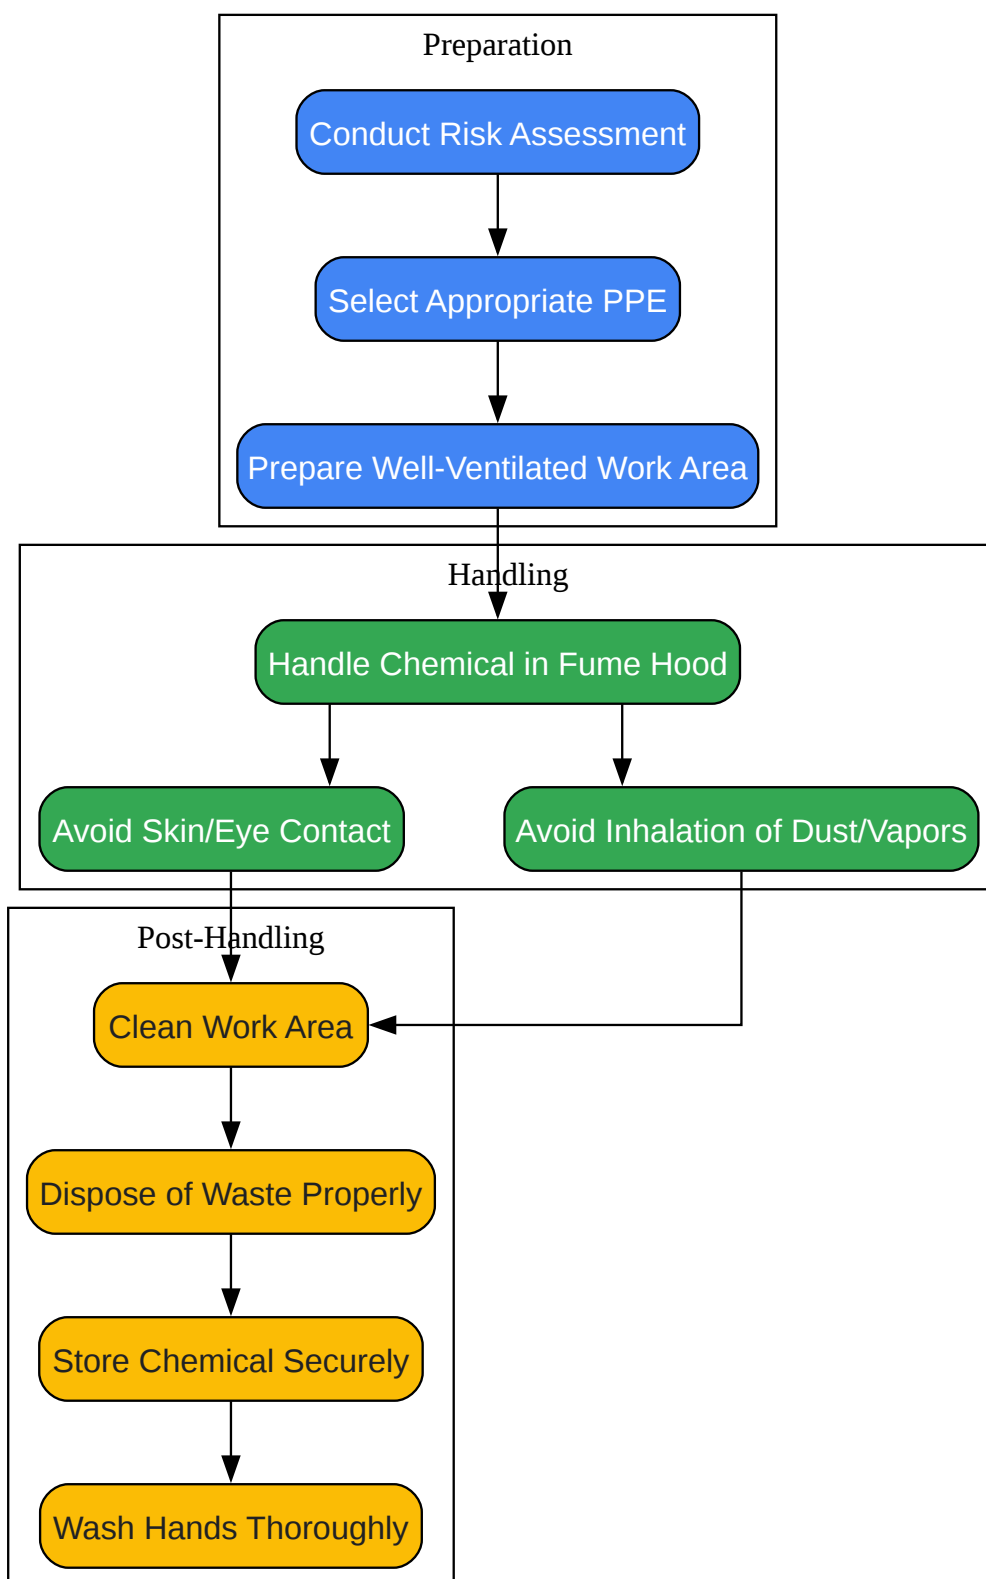 Preparation
Conduct Risk Assessment
Select Appropriate PPE
Prepare Well-Ventilated Work Area
Handling
Handle Chemical in Fume Hood
Avoid Skin/Eye Contact
Avoid Inhalation of Dust/Vapors
Post-Handling
Clean Work Area
Dispose of Waste Properly
Store Chemical Securely
Wash Hands Thoroughly